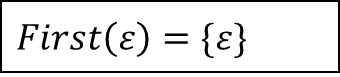 First(ε) = {ε}